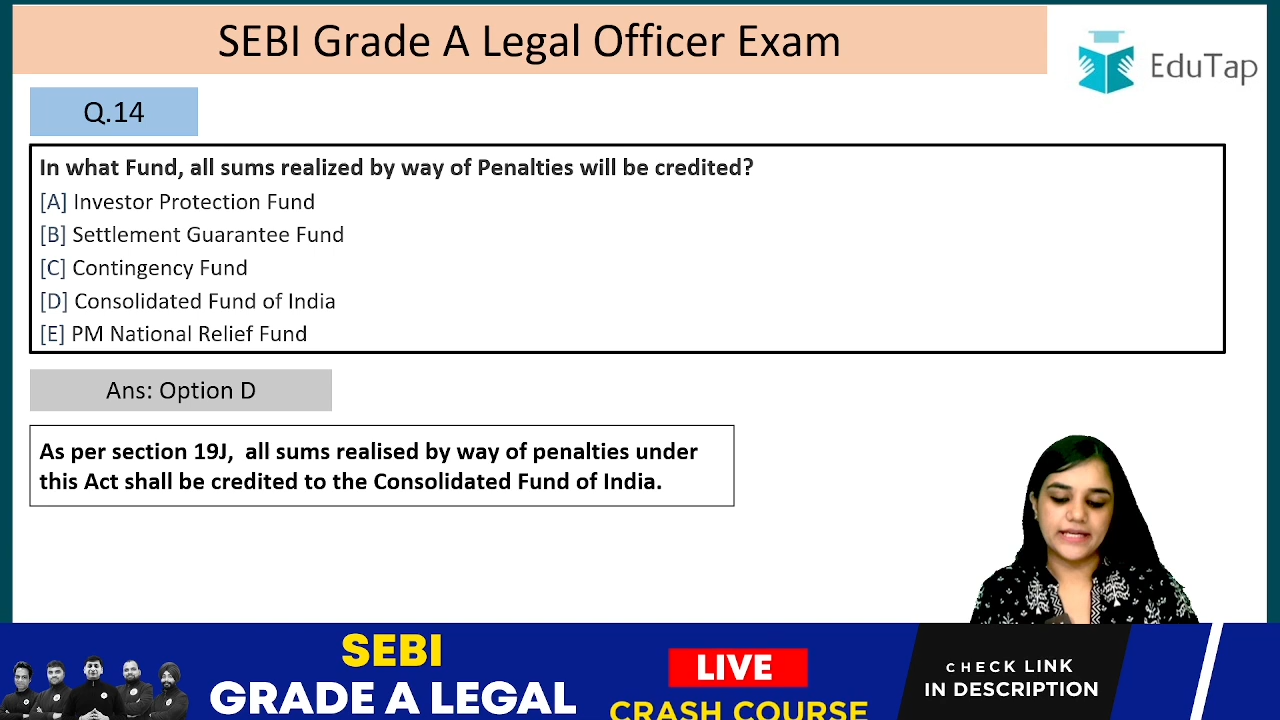 SEBI Grade A Legal Officer Exam
EduTap
Q.14
In what Fund, all sums realized by way of Penalties will be credited?
[A] Investor Protection Fund
[B] Settlement Guarantee Fund
[C] Contingency Fund
[D] Consolidated Fund of India
[E] PM National Relief Fund
Ans: Option D
As per section 19J, all sums realised by way of penalties under
this Act shall be credited to the Consolidated Fund of India.
SEBI
GRADE A LEGAL
LIVE
CRASH COURSE
CHECK LINK
IN DESCRIPTION